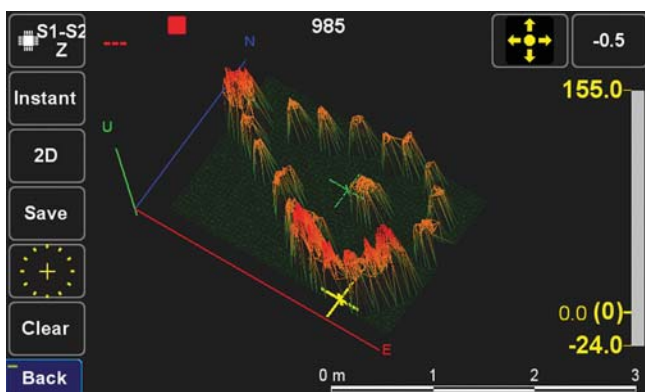 S1-S2
Z
---
985
-0.5
Instant
2D
Save
Clear
Back
N
U
E
155.0
0.0 (0)
-24.0
0 m 1 2 3